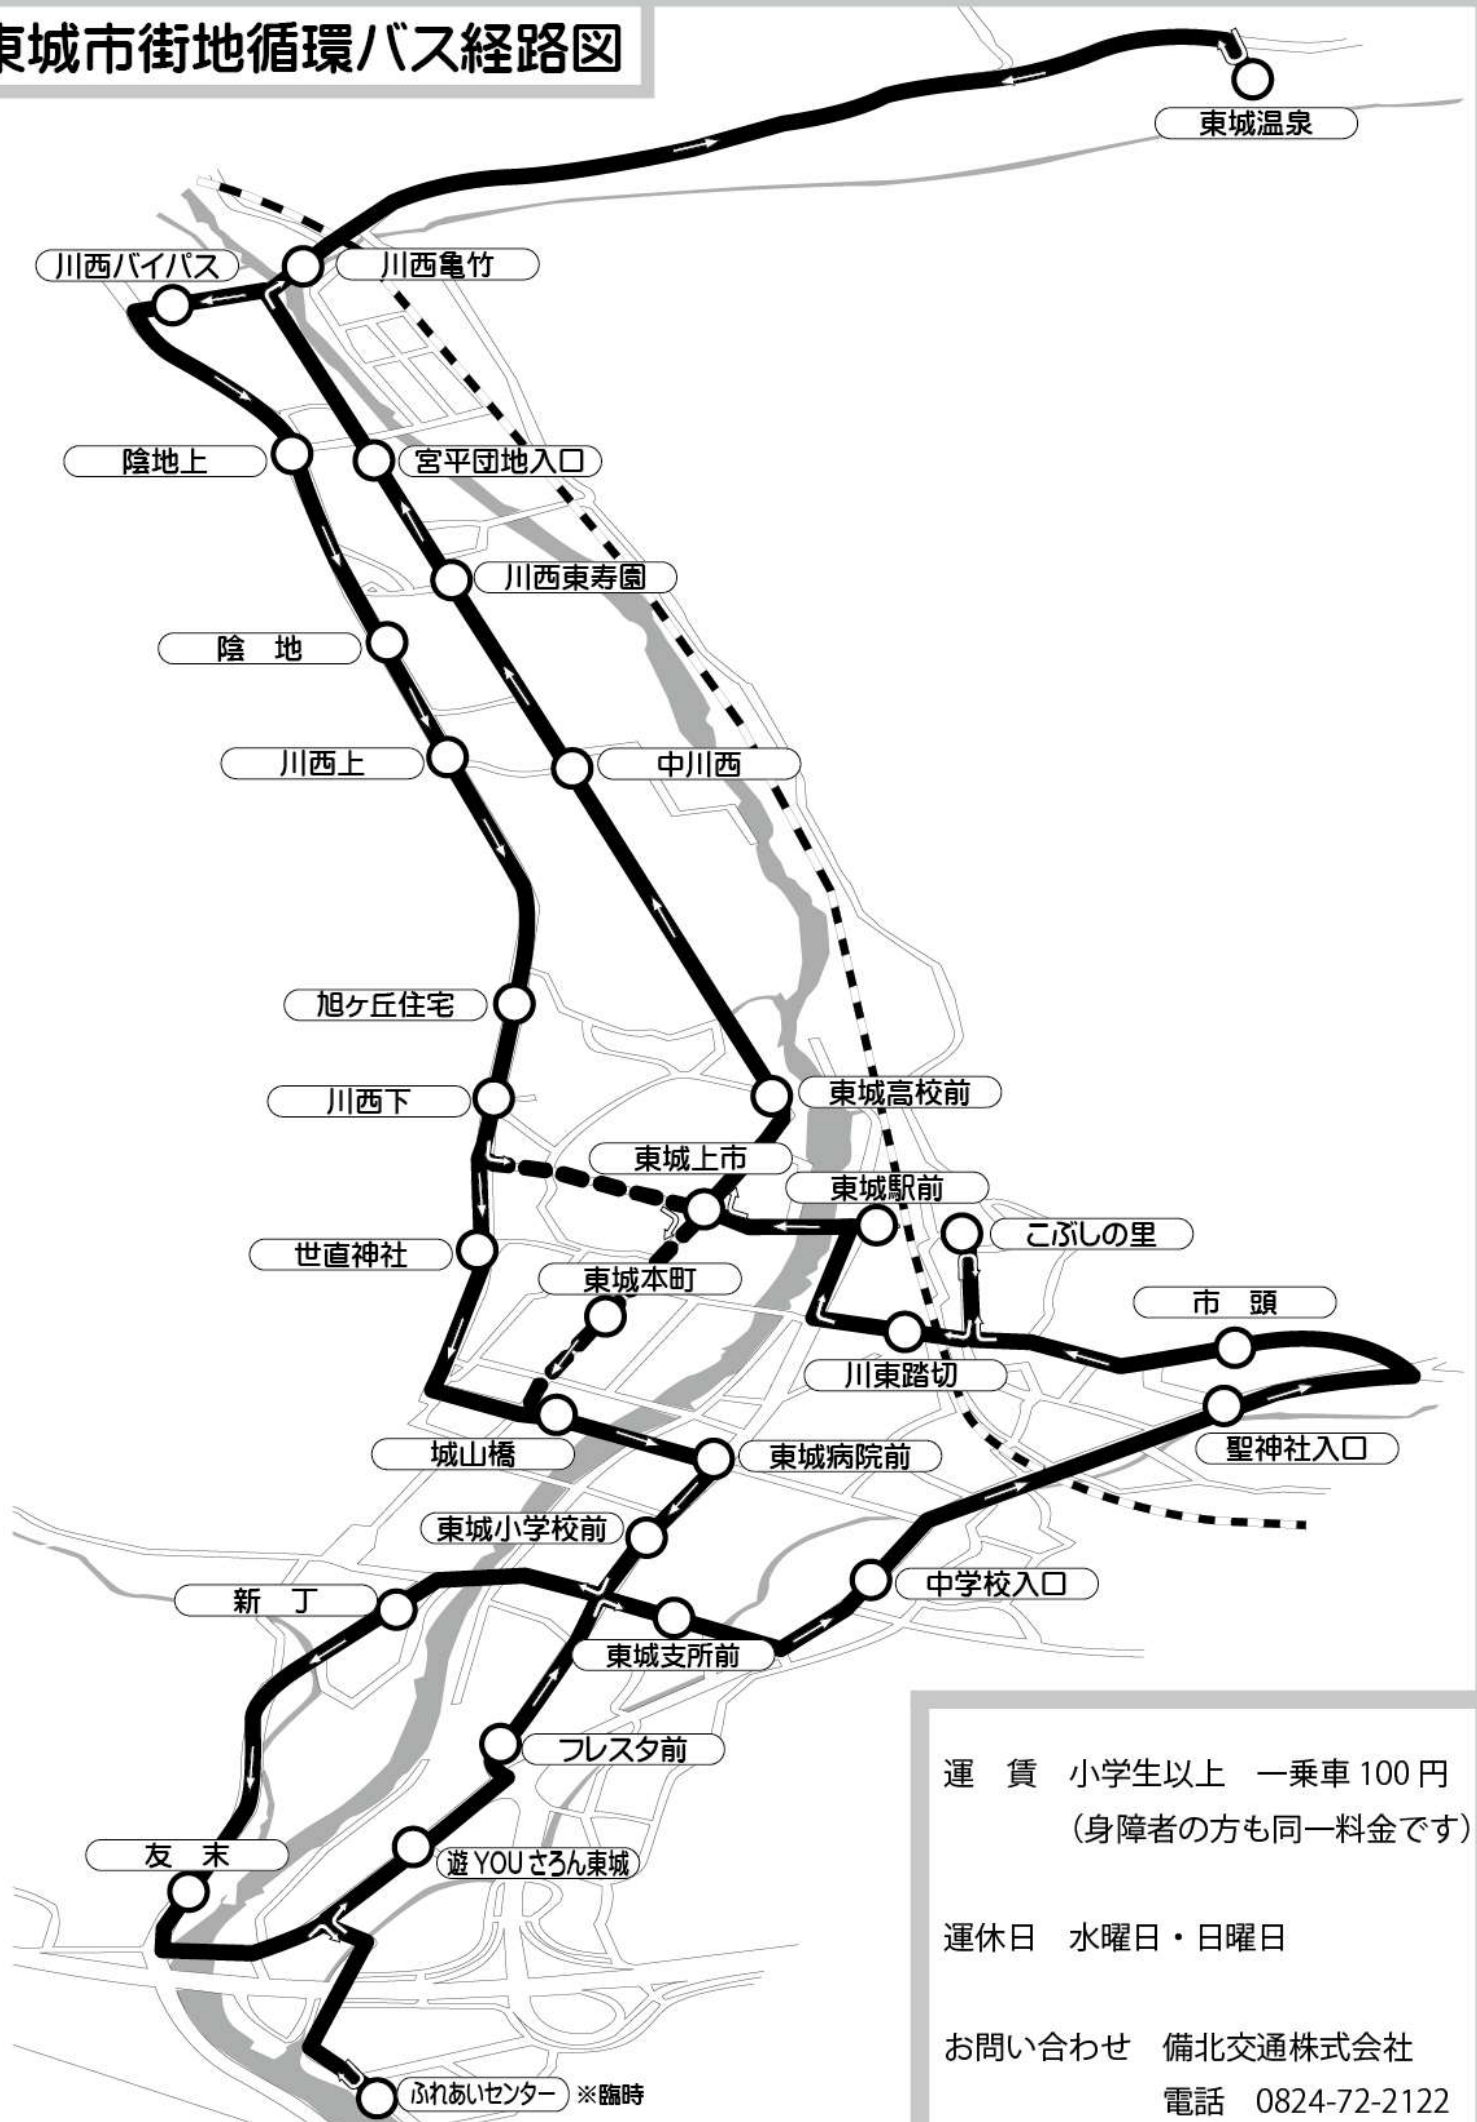 東城市街地循環バス経路図
東城温泉
川西バイパス
川西亀竹
陰地上
宮平団地入口
川西東寿園
陰　地
川西上
中川西
旭ヶ丘住宅
川西下
東城高校前
東城上市
東城駅前
こぶしの里
世直神社
東城本町
市　頭
川東踏切
城山橋
東城病院前
聖神社入口
東城小学校前
中学校入口
新　丁
東城支所前
フレスタ前
友　末
遊YOUさろん東城
ふれあいセンター ※臨時
運　賃　小学生以上　一乗車100円
（身障者の方も同一料金です）
運休日　水曜日・日曜日
お問い合わせ　備北交通株式会社
電話　0824-72-2122